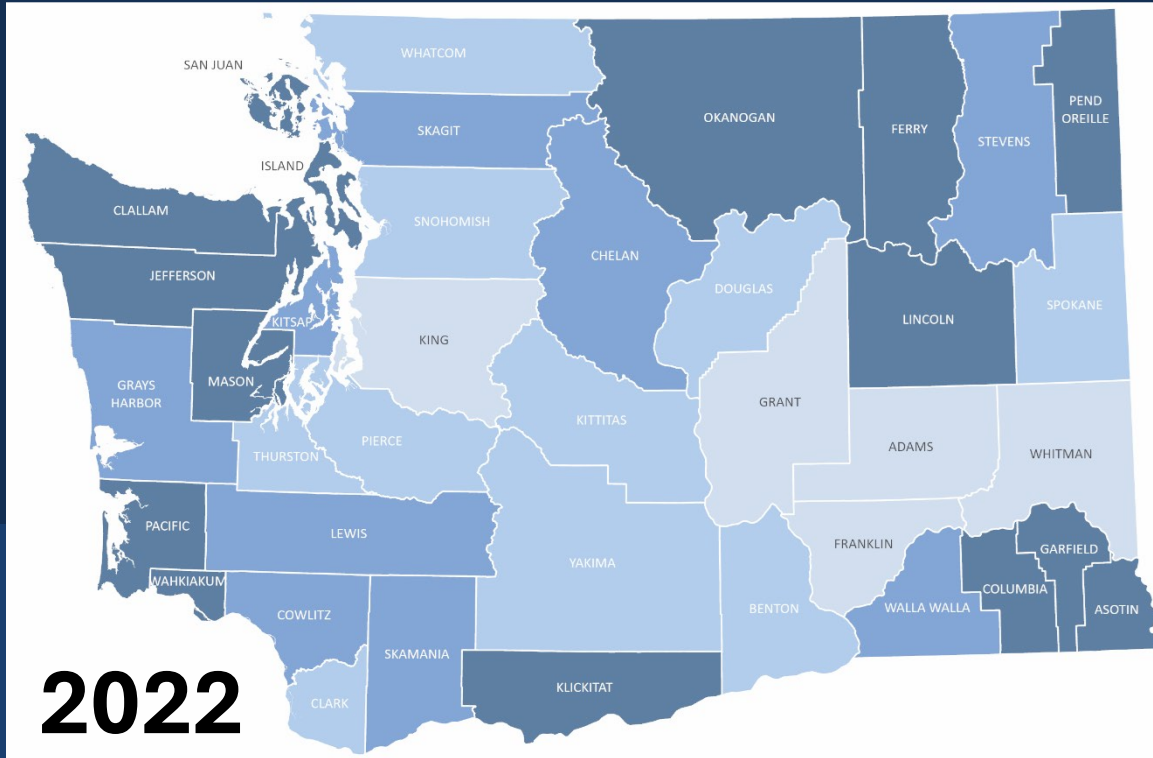 WHATCOM
SAN JUAN
SKAGIT
ISLAND
OKANOGAN
FERRY
STEVENS
PEND
OREILLE
CLALLAM
SNOHOMISH
JEFFERSON
CHELAN
DOUGLAS
SPOKANE
KITSAP
LINCOLN
KING
MASON
GRAYS
HARBOR
GRANT
KITTITAS
PIERCE
ADAMS
WHITMAN
THURSTON
PACIFIC
LEWIS
FRANKLIN
GARFIELD
YAKIMA
WAHKIAKUM
COLUMBIA
COWLITZ
BENTON
WALLA WALLA
ASOTIN
SKAMANIA
KLICKITAT
CLARK
2022